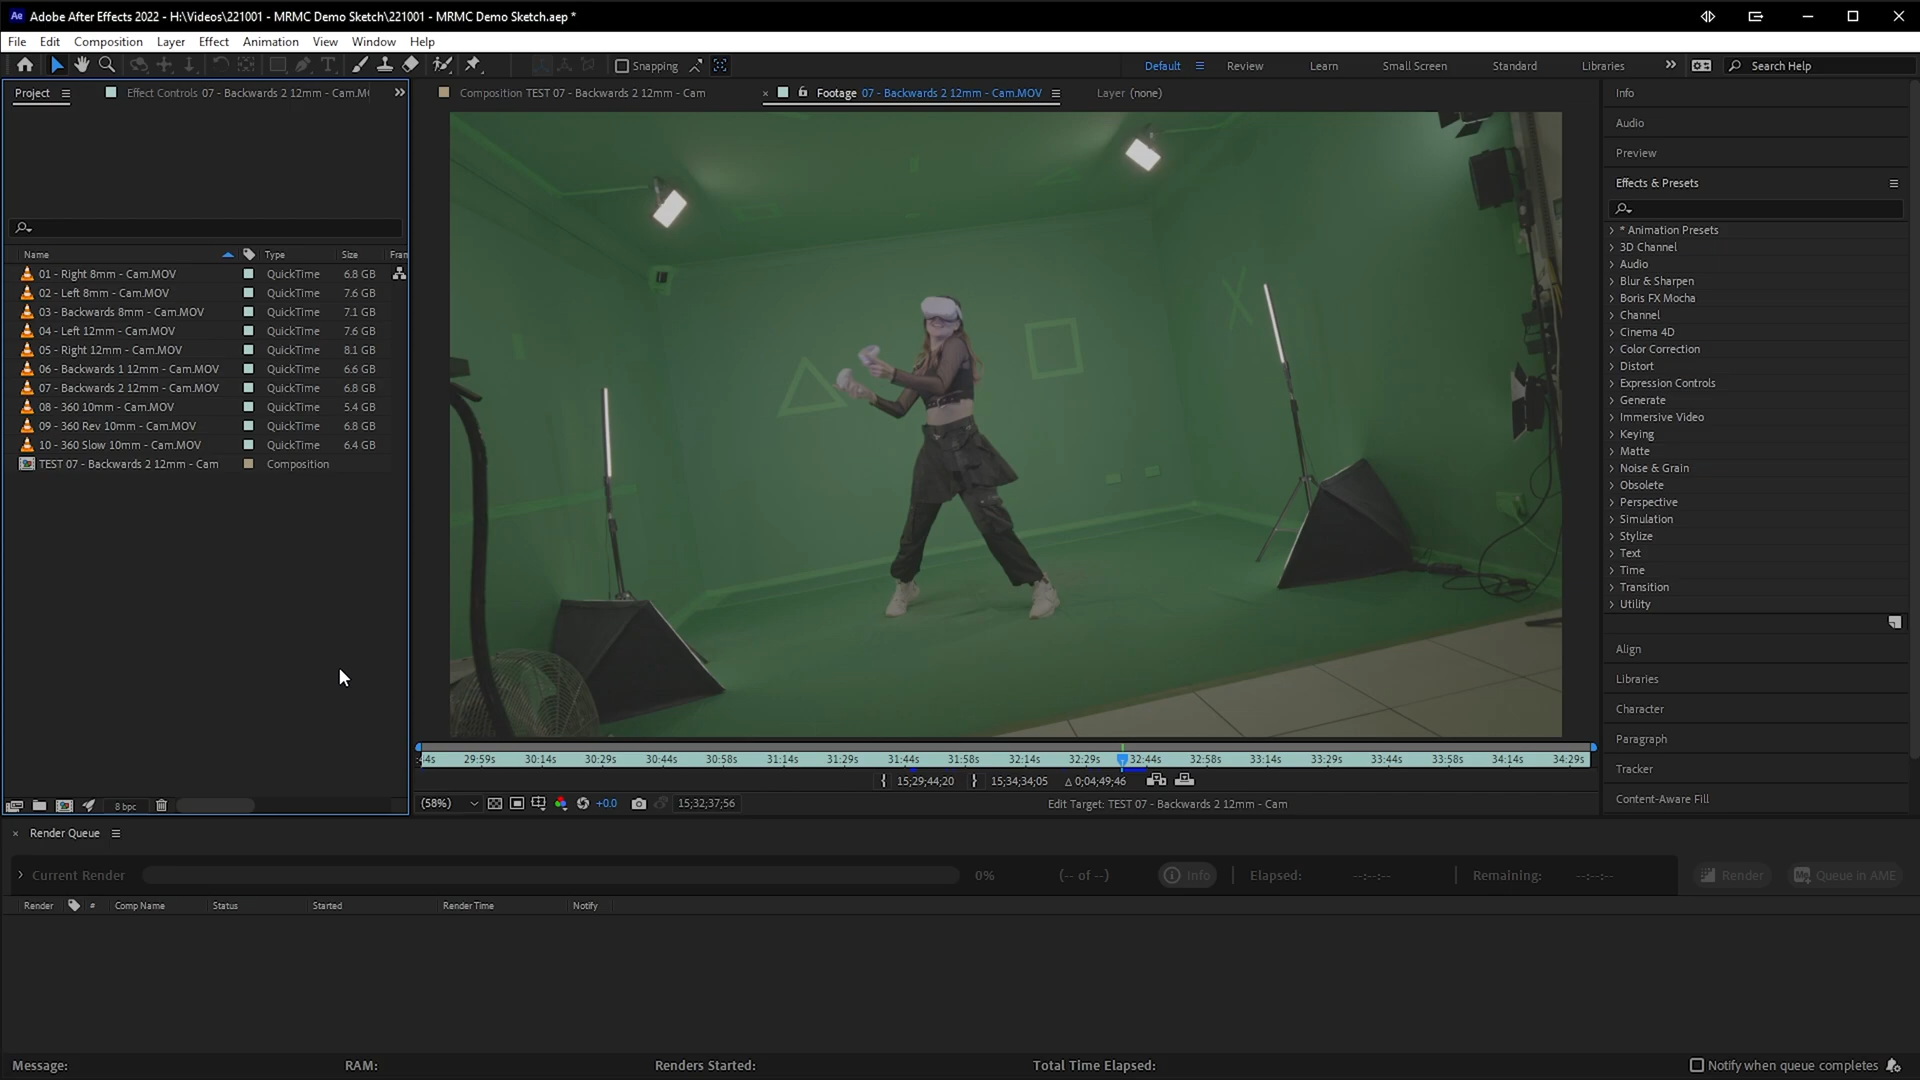 Ae Adobe After Effects 2022 - H:\Videos\221001 - MRMC Demo Sketch\221001 - MRMC Demo Sketch.aep *
File Edit Composition Layer Effect Animation View Window Help
Snapping Default Review Learn Small Screen Standard Libraries Search Help
Project Effect Controls 07 - Backwards 2 12mm - Cam.M
Composition TEST 07 - Backwards 2 12mm - Cam Footage 07 - Backwards 2 12mm - Cam.MOV Layer (none)
Name Type Size Fran
01 - Right 8mm - Cam.MOV QuickTime 6.8 GB
02 - Left 8mm - Cam.MOV QuickTime 7.6 GB
03 - Backwards 8mm - Cam.MOV QuickTime 7.1 GB
04 - Left 12mm - Cam.MOV QuickTime 7.6 GB
05 - Right 12mm - Cam.MOV QuickTime 8.1 GB
06 - Backwards 1 12mm - Cam.MOV QuickTime 6.6 GB
07 - Backwards 2 12mm - Cam.MOV QuickTime 6.8 GB
08 - 360 10mm - Cam.MOV QuickTime 5.4 GB
09 - 360 Rev 10mm - Cam.MOV QuickTime 6.8 GB
10 - 360 Slow 10mm - Cam.MOV QuickTime 6.4 GB
TEST 07 - Backwards 2 12mm - Cam Composition
8 bpc
:44s 29:59s 30:14s 30:29s 30:44s 30:58s 31:14s 31:29s 31:44s 31:58s 32:14s 32:29s 32:44s 32:58s 33:14s 33:29s 33:44s 33:58s 34:14s 34:29s
15;29;44;20 15;34;34;05 Δ 0;04;49;46
(58%) +0.0 15;32;37;56 Edit Target: TEST 07 - Backwards 2 12mm - Cam
Info
Audio
Preview
Effects & Presets
* Animation Presets
3D Channel
Audio
Blur & Sharpen
Boris FX Mocha
Channel
Cinema 4D
Color Correction
Distort
Expression Controls
Generate
Immersive Video
Keying
Matte
Noise & Grain
Obsolete
Perspective
Simulation
Stylize
Text
Time
Transition
Utility
Align
Libraries
Character
Paragraph
Tracker
Content-Aware Fill
Render Queue
Current Render 0% (-- of --) Info Elapsed: --:--:-- Remaining: --:--:-- Render Queue in AME
Render # Comp Name Status Started Render Time Notify
Message: RAM: Renders Started: Total Time Elapsed: Notify when queue completes